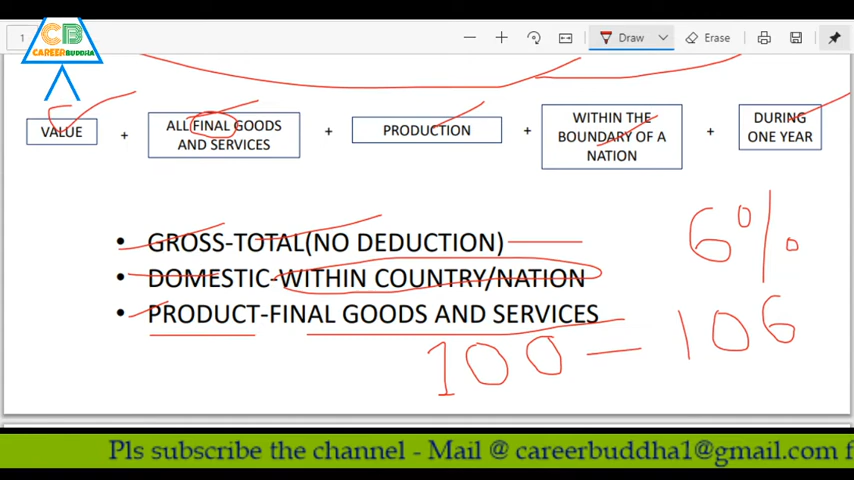 1
Draw
Erase
CB
CAREERBUDDHA
VALUE
+
ALL FINAL GOODS
AND SERVICES
+
PRODUCTION
+
WITHIN THE
BOUNDARY OF A
NATION
+
DURING
ONE YEAR
• GROSS-TOTAL(NO DEDUCTION)
• DOMESTIC-WITHIN COUNTRY/NATION
• PRODUCT-FINAL GOODS AND SERVICES
6%
100 — 106
Pls subscribe the channel - Mail @ careerbuddha1@gmail.com f